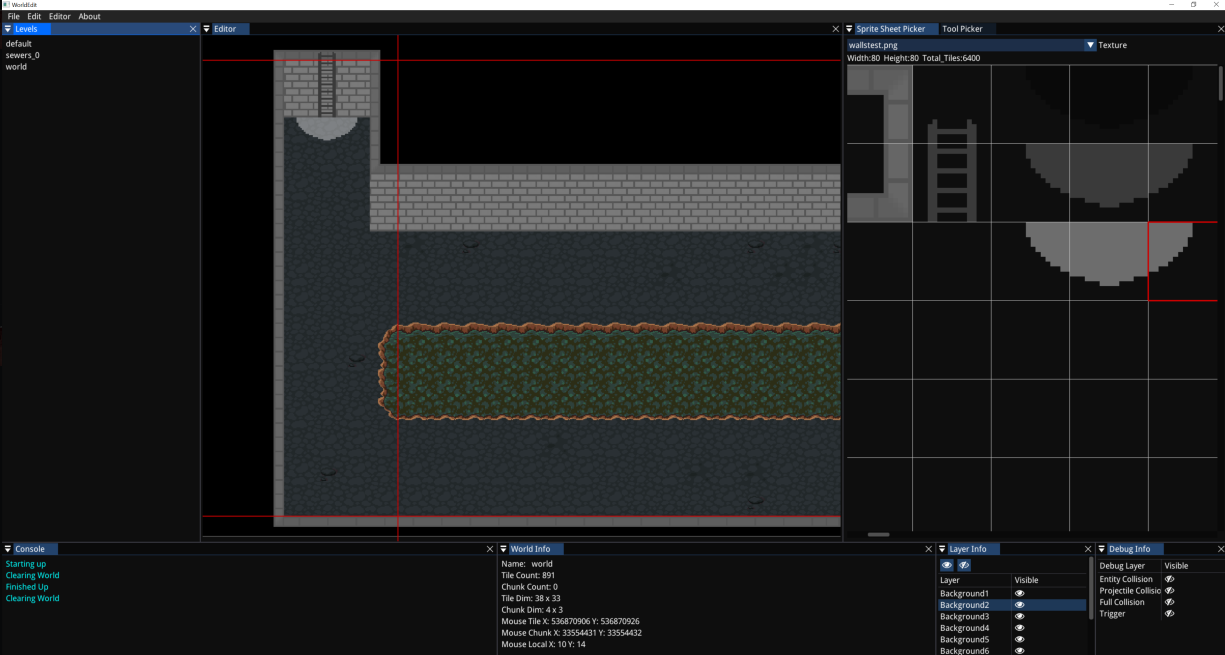 WorldEdit
File Edit Editor About
Levels
default
sewers_0
world
Editor
Sprite Sheet Picker Tool Picker
wallstest.png Texture
Width:80 Height:80 Total_Tiles:6400
Console
Starting up
Clearing World
Finished Up
Clearing World
World Info
Name: world
Tile Count: 891
Chunk Count: 0
Tile Dim: 38 x 33
Chunk Dim: 4 x 3
Mouse Tile X: 536870906 Y: 536870926
Mouse Chunk X: 33554431 Y: 33554432
Mouse Local X: 10 Y: 14
Layer Info
Layer Visible
Background1
Background2
Background3
Background4
Background5
Background6
Debug Info
Debug Layer Visible
Entity Collision
Projectile Collisio
Full Collision
Trigger